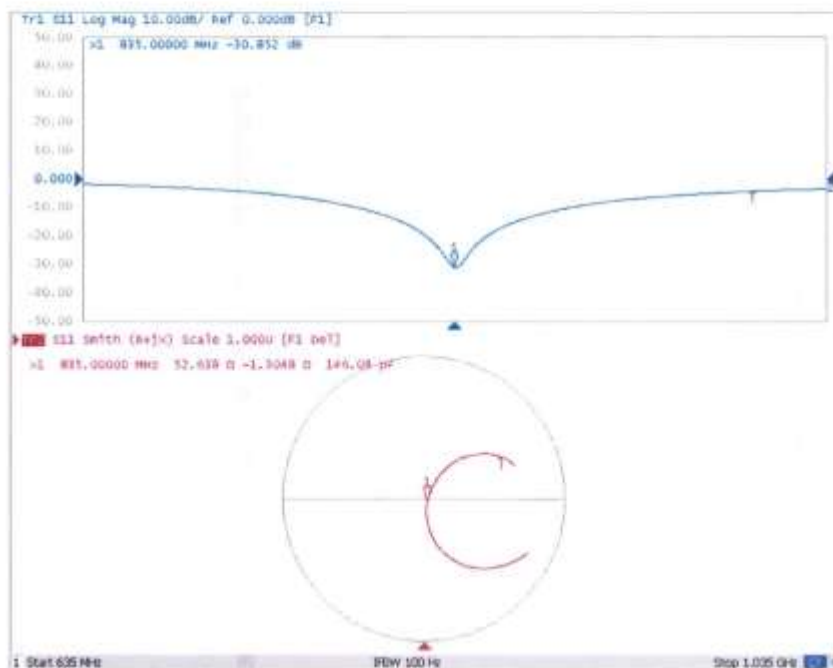 Tr1 S11 Log Mag 10.00dB/ Ref 0.000dB [F1]
>1 835.00000 MHz -30.852 dB
50.00
40.00
30.00
20.00
10.00
0.000
-10.00
-20.00
-30.00
-40.00
-50.00
S11 Smith (R+jX) Scale 1.000U [F1 Del]
>1 835.00000 MHz 52.638 Ω -1.3048 Ω 146.08 pF
1 Start 635 MHz
IFBW 100 Hz
Stop 1.035 GHz